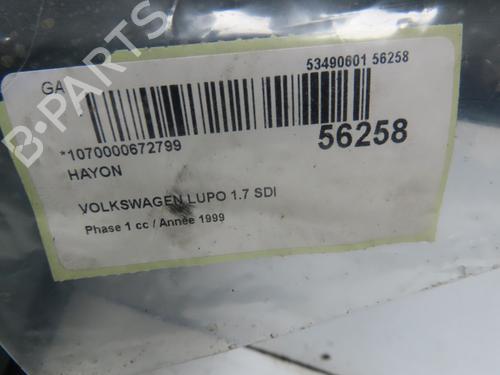 GA
53490601 56258
*1070000672799
56258
HAYON
VOLKSWAGEN LUPO 1.7 SDI
Phase 1 cc / Année 1999
B-PARTS